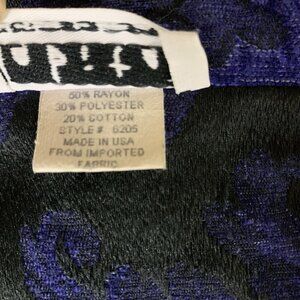 50% RAYON
30% POLYESTER
20% COTTON
STYLE # 6205
MADE IN USA
FROM IMPORTED
FABRIC